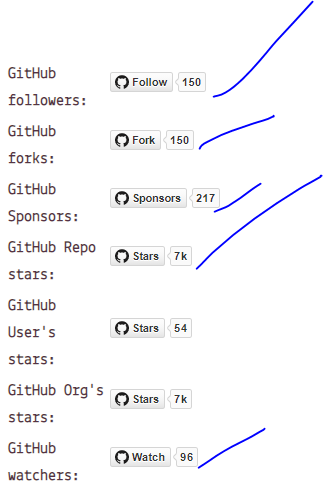 GitHub
followers:
Follow 150
GitHub
forks:
Fork 150
GitHub
Sponsors:
Sponsors 217
GitHub Repo
stars:
Stars 7k
GitHub
User's
stars:
Stars 54
GitHub Org's
stars:
Stars 7k
GitHub
watchers:
Watch 96